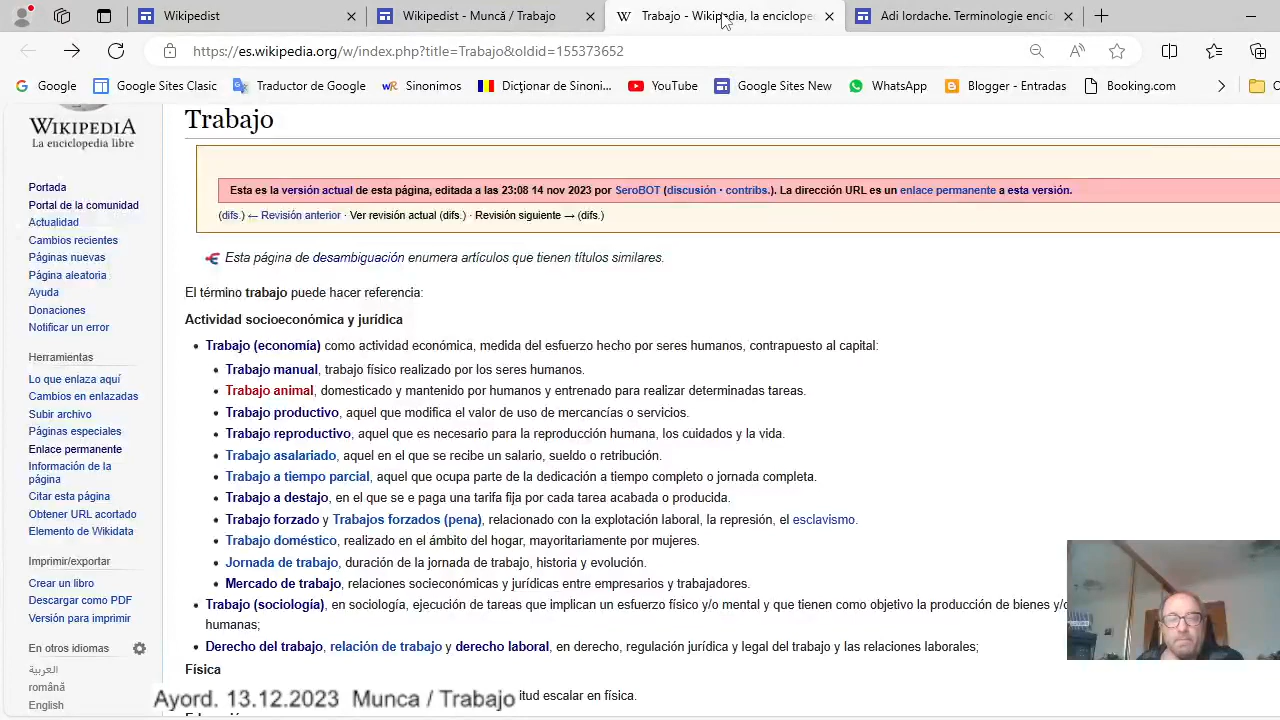 Wikipedist
Wikipedist - Muncă / Trabajo
Trabajo - Wikipedia, la enciclope
Adi Iordache. Terminologie encic
https://es.wikipedia.org/w/index.php?title=Trabajo&oldid=155373652
Google
Google Sites Clasic
Traductor de Google
Sinonimos
Dicționar de Sinoni...
YouTube
Google Sites New
WhatsApp
Blogger - Entradas
Booking.com
WIKIPEDIA
La enciclopedia libre
Portada
Portal de la comunidad
Actualidad
Cambios recientes
Páginas nuevas
Página aleatoria
Ayuda
Donaciones
Notificar un error
Herramientas
Lo que enlaza aquí
Cambios en enlazadas
Subir archivo
Páginas especiales
Enlace permanente
Información de la
página
Citar esta página
Obtener URL acortado
Elemento de Wikidata
Imprimir/exportar
Crear un libro
Descargar como PDF
Versión para imprimir
En otros idiomas
العربية
română
English
Trabajo
Esta es la versión actual de esta página, editada a las 23:08 14 nov 2023 por SeroBOT (discusión · contribs.). La dirección URL es un enlace permanente a esta versión.
(difs.) ← Revisión anterior · Ver revisión actual (difs.) · Revisión siguiente → (difs.)
Esta página de desambiguación enumera artículos que tienen títulos similares.
El término trabajo puede hacer referencia:
Actividad socioeconómica y juridica
Trabajo (economía) como actividad económica, medida del esfuerzo hecho por seres humanos, contrapuesto al capital:
Trabajo manual, trabajo físico realizado por los seres humanos.
Trabajo animal, domesticado y mantenido por humanos y entrenado para realizar determinadas tareas.
Trabajo productivo, aquel que modifica el valor de uso de mercancías o servicios.
Trabajo reproductivo, aquel que es necesario para la reproducción humana, los cuidados y la vida.
Trabajo asalariado, aquel en el que se recibe un salario, sueldo o retribución.
Trabajo a tiempo parcial, aquel que ocupa parte de la dedicación a tiempo completo o jornada completa.
Trabajo a destajo, en el que se e paga una tarifa fija por cada tarea acabada o producida.
Trabajo forzado y Trabajos forzados (pena), relacionado con la explotación laboral, la represión, el esclavismo.
Trabajo doméstico, realizado en el ámbito del hogar, mayoritariamente por mujeres.
Jornada de trabajo, duración de la jornada de trabajo, historia y evolución.
Mercado de trabajo, relaciones socioeconómicas y jurídicas entre empresarios y trabajadores.
Trabajo (sociología), en sociología, ejecución de tareas que implican un esfuerzo físico y/o mental y que tienen como objetivo la producción de bienes y/o
humanas;
Derecho del trabajo, relación de trabajo y derecho laboral, en derecho, regulación jurídica y legal del trabajo y las relaciones laborales;
Física
itud escalar en física.
Ayord. 13.12.2023 Munca / Trabajo